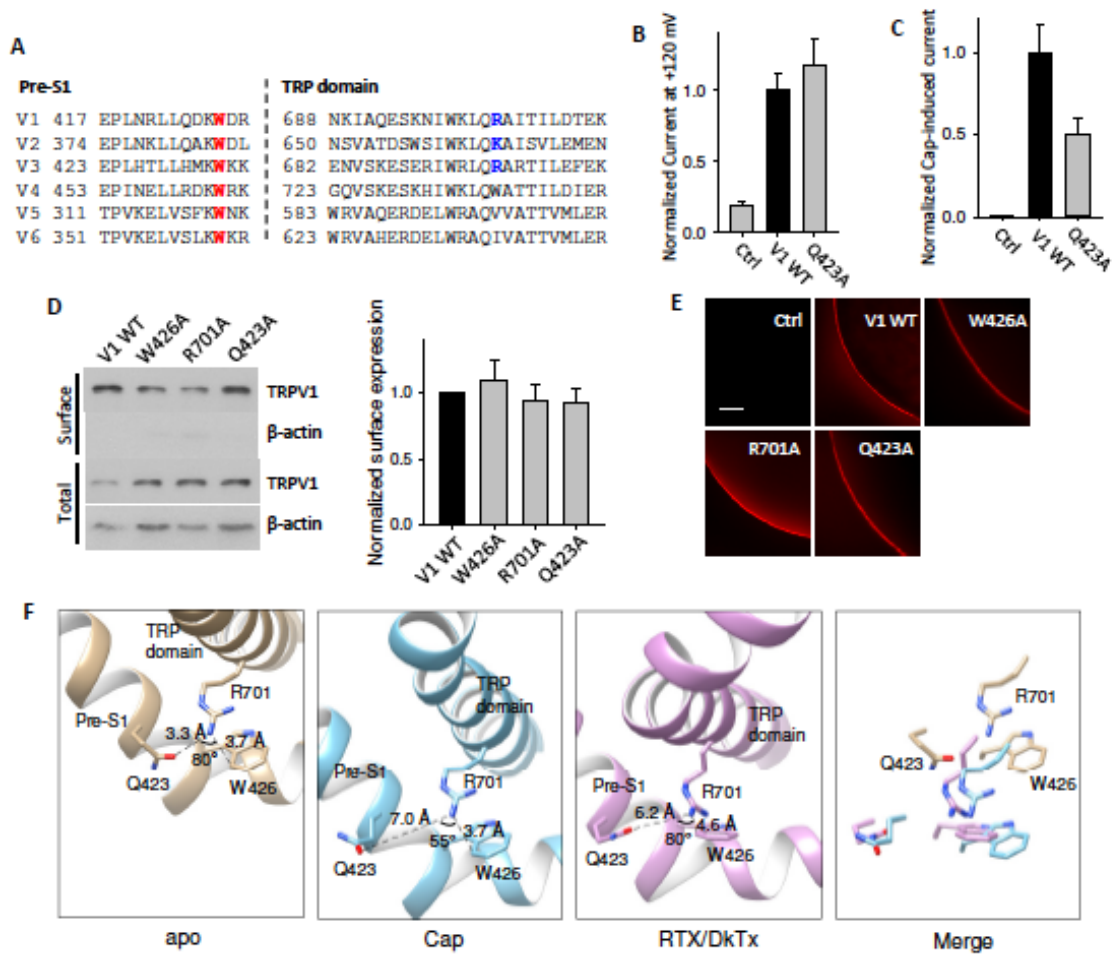 A
Pre-S1
TRP domain
V1 417 EPLNRLLQDKWDR 688 NKIAQESKNIWKLQRAITILDTEK
V2 374 EPLNKLLQAKWDL 650 NSVATDSWSIWKLQKAISVLEMEN
V3 423 EPLHTLLHMKWKK 682 ENVSKESERIWRLQRARTILEFEK
V4 453 EPINELLRDKWRK 723 GQVSKESKHIWKLQWATTILDIER
V5 311 TPVKELVSFKWNK 583 WRVAQERDELWRAQVVATTVMLER
V6 351 TPVKELVSLKWKR 623 WRVAHERDELWRAQIVATTVMLER
B
Normalized Current at +120 mV
1.0
0.5
0.0
Ctrl
V1 WT
Q423A
C
Normalized Cap-induced current
1.0
0.5
0.0
Ctrl
V1 WT
Q423A
D
V1 WT
W426A
R701A
Q423A
Surface
TRPV1
β-actin
Total
TRPV1
β-actin
Normalized surface expression
1.0
0.5
0.0
V1 WT
W426A
R701A
Q423A
E
Ctrl
V1 WT
W426A
R701A
Q423A
F
TRP
domain
R701
Pre-S1
3.3 Å
3.7 Å
80°
Q423
W426
apo
TRP
domain
Pre-S1
R701
7.0 Å
3.7 Å
55°
Q423
W426
Cap
TRP
domain
Pre-S1
R701
6.2 Å
4.6 Å
80°
Q423
W426
RTX/DkTx
R701
Q423
W426
Merge